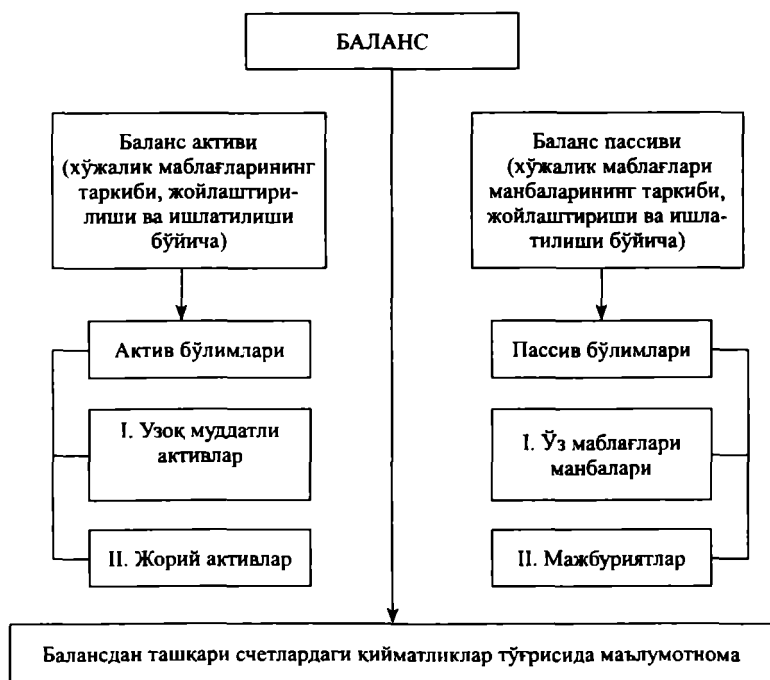 БАЛАНС
Баланс активи
(хўжалик маблағларининг
таркиби, жойлаштири-
лиши ва ишлатилиши
бўйича)
Баланс пассиви
(хўжалик маблағлари
манбаларининг таркиби,
жойлаштириши ва ишла-
тилиши бўйича)
Актив бўлимлари
Пассив бўлимлари
I. Узоқ муддатли
активлар
I. Ўз маблағлари
манбалари
II. Жорий активлар
II. Мажбуриятлар
Балансдан ташқари счетлардаги қийматликлар тўғрисида маълумотнома